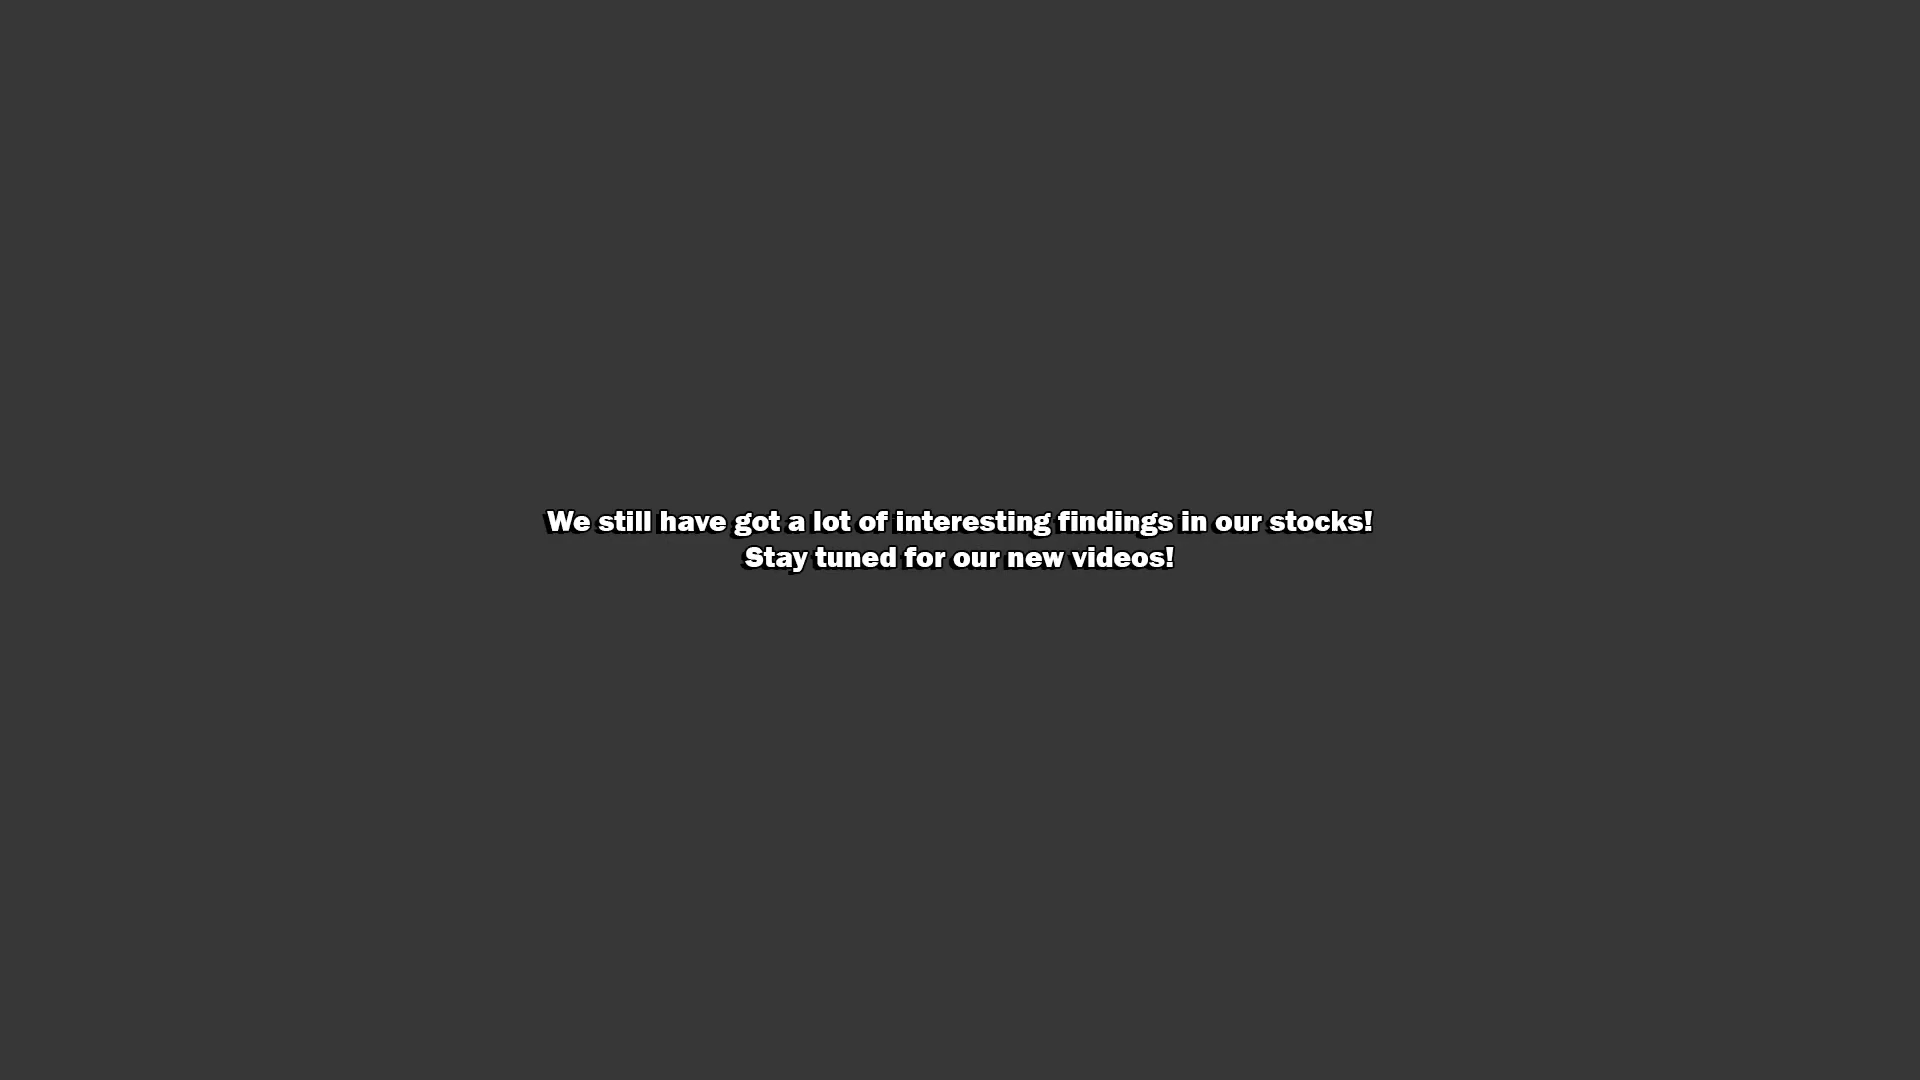 We still have got a lot of interesting findings in our stocks!
Stay tuned for our new videos!